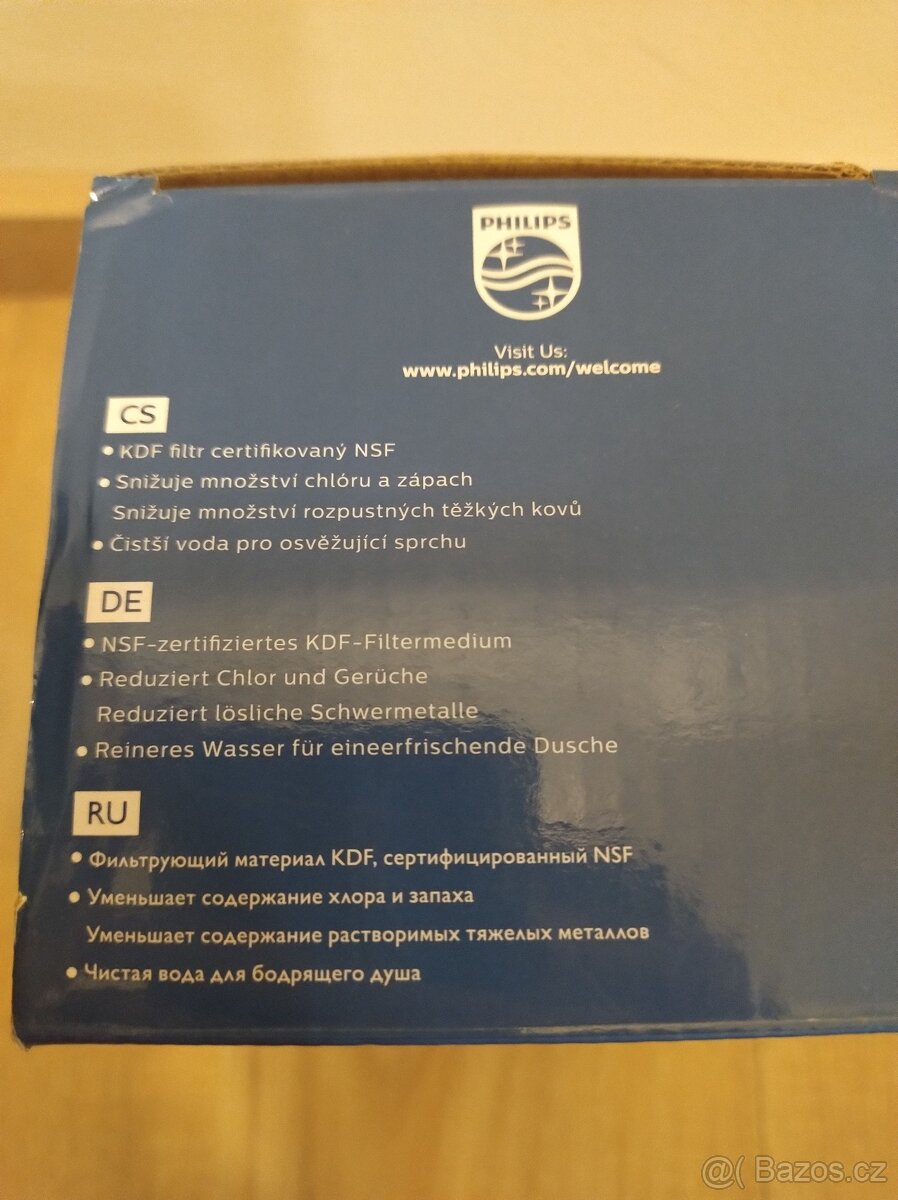 PHILIPS
Visit Us:
www.philips.com/welcome
CS
• KDF filtr certifikovaný NSF
• Snižuje množství chlóru a zápach
Snižuje množství rozpustných těžkých kovů
• Čistší voda pro osvěžující sprchu
DE
• NSF-zertifiziertes KDF-Filtermedium
• Reduziert Chlor und Gerüche
Reduziert lösliche Schwermetalle
• Reineres Wasser für eineerfrischende Dusche
RU
• Фильтрующий материал KDF, сертифицированный NSF
• Уменьшает содержание хлора и запаха
Уменьшает содержание растворимых тяжелых металлов
• Чистая вода для бодрящего душа
@( Bazos.cz